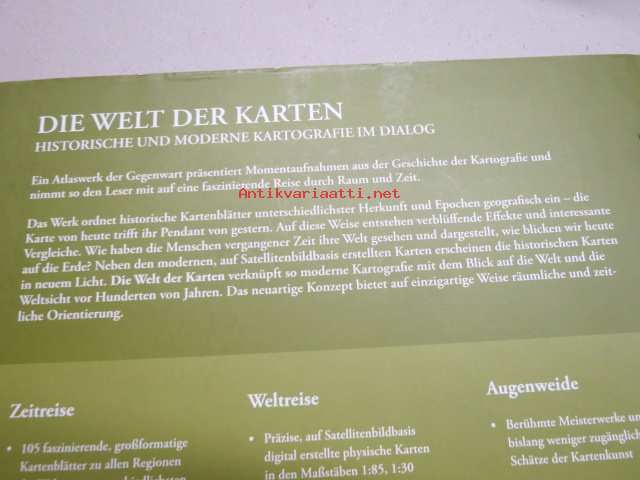 DIE WELT DER KARTEN
HISTORISCHE UND MODERNE KARTOGRAFIE IM DIALOG
Ein Atlaswerk der Gegenwart präsentiert Momentaufnahmen aus der Geschichte der Kartografie und
nimmt so den Leser mit auf eine faszinierende Reise durch Raum und Zeit.
Antikvariaatti.net
Das Werk ordnet historische Kartenblätter unterschiedlichster Herkunft und Epochen geografisch ein – die
Karte von heute trifft ihr Pendant von gestern. Auf diese Weise entstehen verblüffende Effekte und interessante
Vergleiche. Wie haben die Menschen vergangener Zeit ihre Welt gesehen und dargestellt, wie blicken wir heute
auf die Erde? Neben den modernen, auf Satellitenbildbasis erstellten Karten erscheinen die historischen Karten
in neuem Licht. Die Welt der Karten verknüpft so moderne Kartografie mit dem Blick auf die Welt und die
Weltsicht vor Hunderten von Jahren. Das neuartige Konzept bietet auf einzigartige Weise räumliche und zeit-
liche Orientierung.
Zeitreise
• 105 faszinierende, großformatige
Kartenblätter zu allen Regionen
Weltreise
• Präzise, auf Satellitenbildbasis
digital erstellte physische Karten
in den Maßstäben 1:85, 1:30
Augenweide
• Berühmte Meisterwerke
bislang weniger
Schätze der Kartenkunst